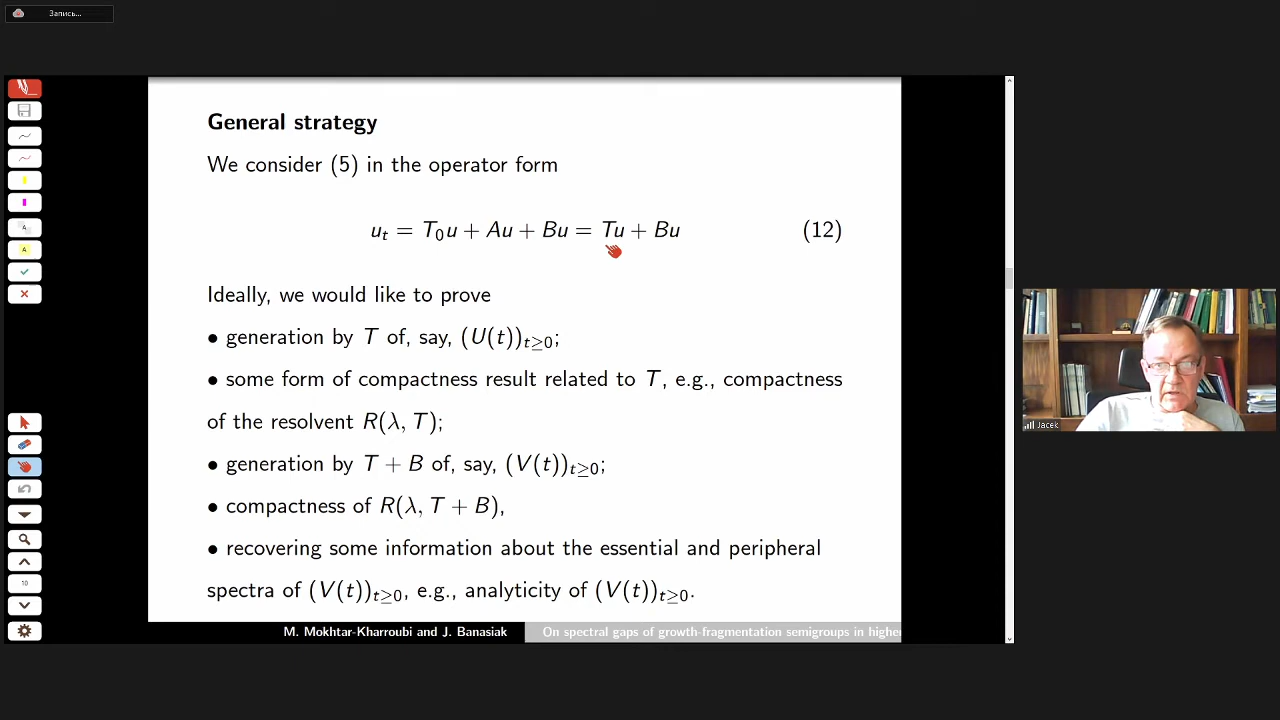 Запись...
General strategy
We consider (5) in the operator form
u_t = T_0u + Au + Bu = Tu + Bu (12)
Ideally, we would like to prove
• generation by T of, say, (U(t))_{t≥0};
• some form of compactness result related to T, e.g., compactness
of the resolvent R(λ, T);
• generation by T + B of, say, (V(t))_{t≥0};
• compactness of R(λ, T + B),
• recovering some information about the essential and peripheral
spectra of (V(t))_{t≥0}, e.g., analyticity of (V(t))_{t≥0}.
M. Mokhtar-Kharroubi and J. Banasiak On spectral gaps of growth-fragmentation semigroups in highe
A
A
10
Jacek